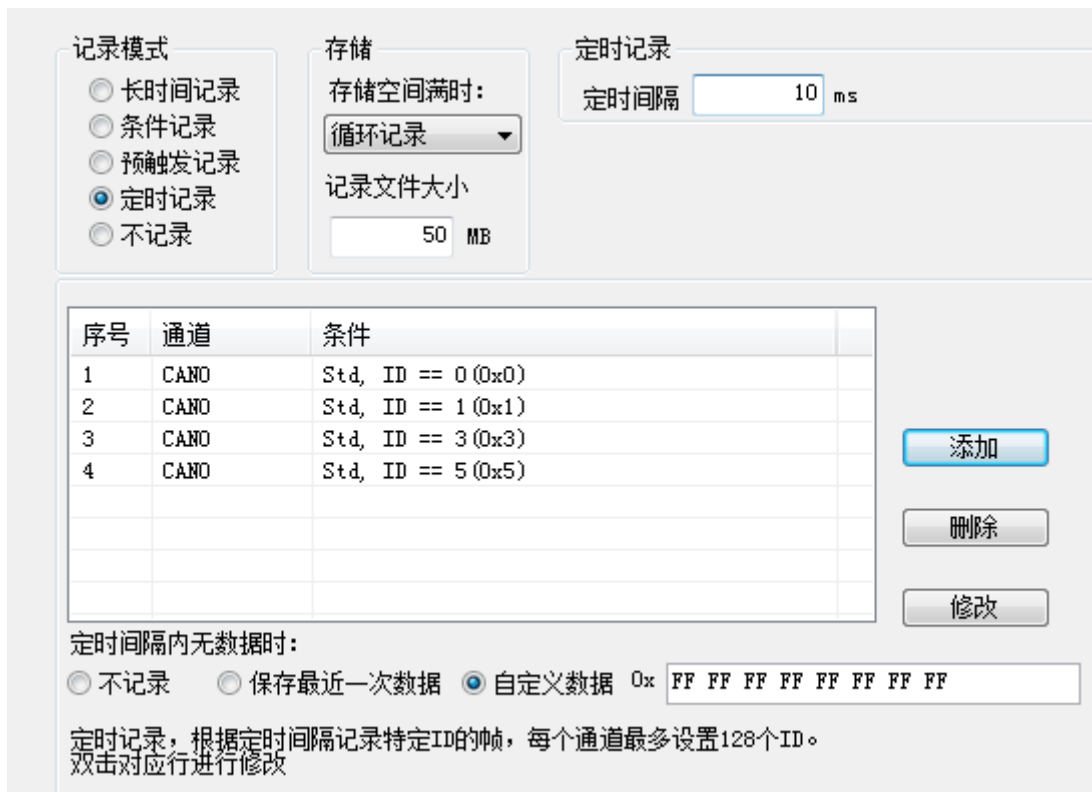 记录模式
长时间记录
条件记录
预触发记录
定时记录
不记录
存储
存储空间满时:
循环记录
记录文件大小
50 MB
定时记录
定时间隔 10 ms
序号 通道 条件
1 CAN0 Std, ID == 0(0x0)
2 CAN0 Std, ID == 1(0x1)
3 CAN0 Std, ID == 3(0x3)
4 CAN0 Std, ID == 5(0x5)
添加
删除
修改
定时间隔内无数据时:
不记录 保存最近一次数据 自定义数据 0x FF FF FF FF FF FF FF FF
定时记录，根据定时间隔记录特定ID的帧，每个通道最多设置128个ID。
双击对应行进行修改